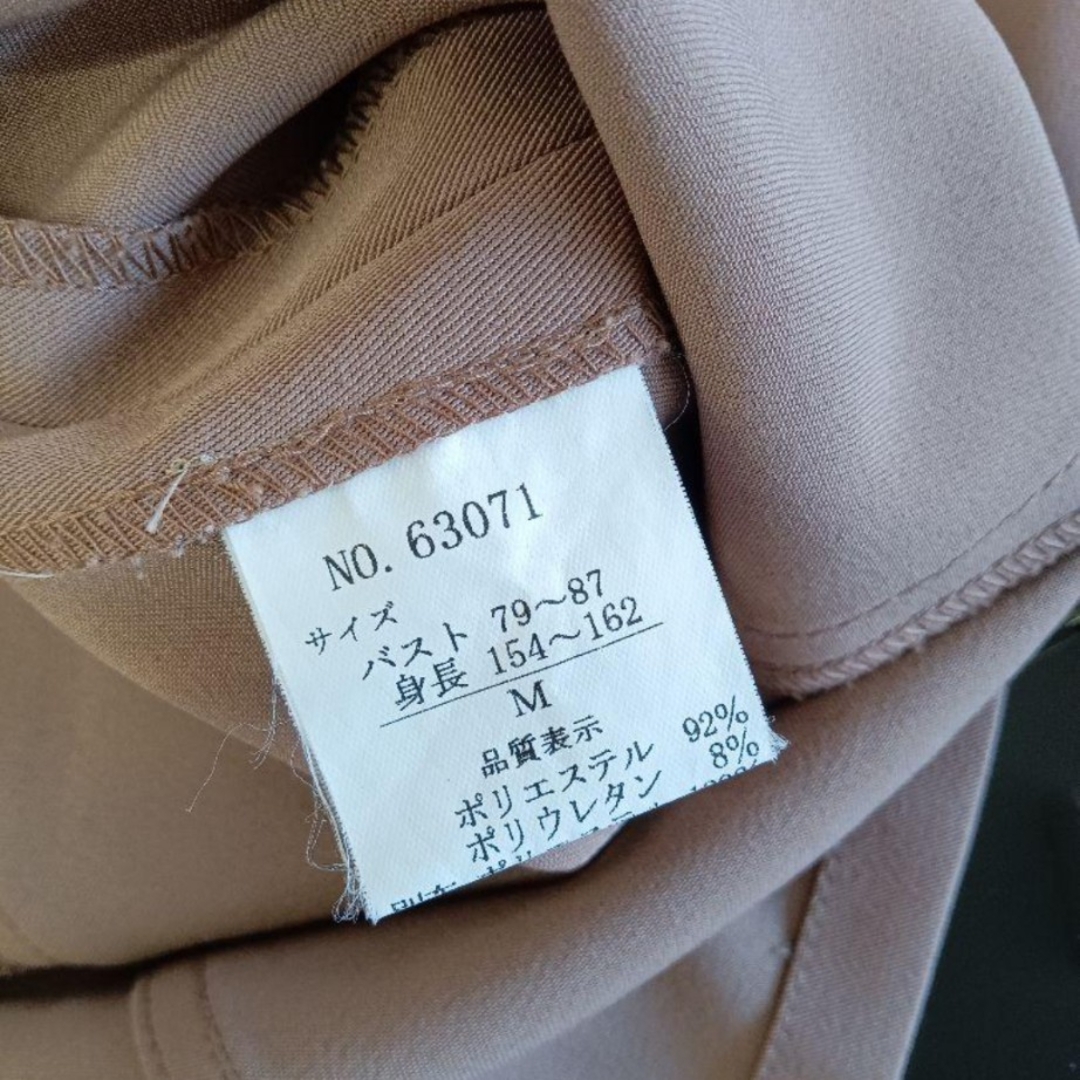 NO. 63071
サイズ
バスト 79～87
身長 154～162
M
品質表示
ポリエステル 92%
ポリウレタン 8%